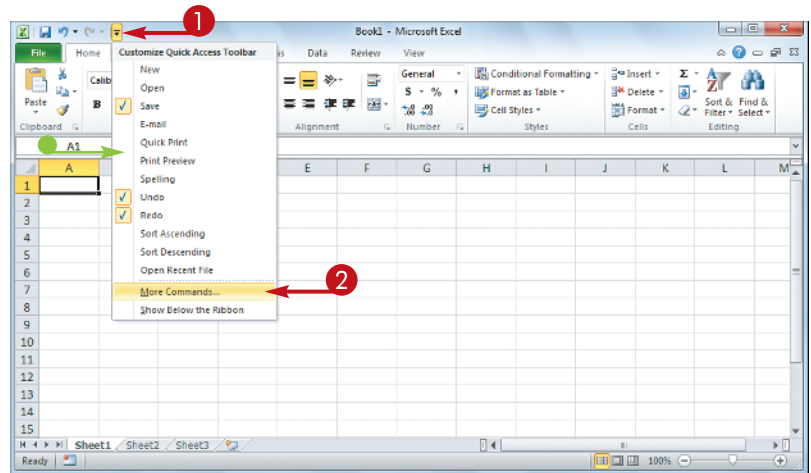 1
Book1 - Microsoft Excel
File Home as Data Review View
Customize Quick Access Toolbar
New
Open
Save
E-mail
Quick Print
Print Preview
Spelling
Undo
Redo
Sort Ascending
Sort Descending
Open Recent File
More Commands...
Show Below the Ribbon
2
Paste
Clipboard
Calib
B
Alignment
General
$ % ,
.00 .00
Number
Conditional Formatting
Format as Table
Cell Styles
Styles
Insert
Delete
Format
Cells
Σ
Sort & Filter
Find & Select
Editing
A1
A E F G H I J K L M
1
2
3
4
5
6
7
8
9
10
11
12
13
14
15
Sheet1 Sheet2 Sheet3
Ready 100%